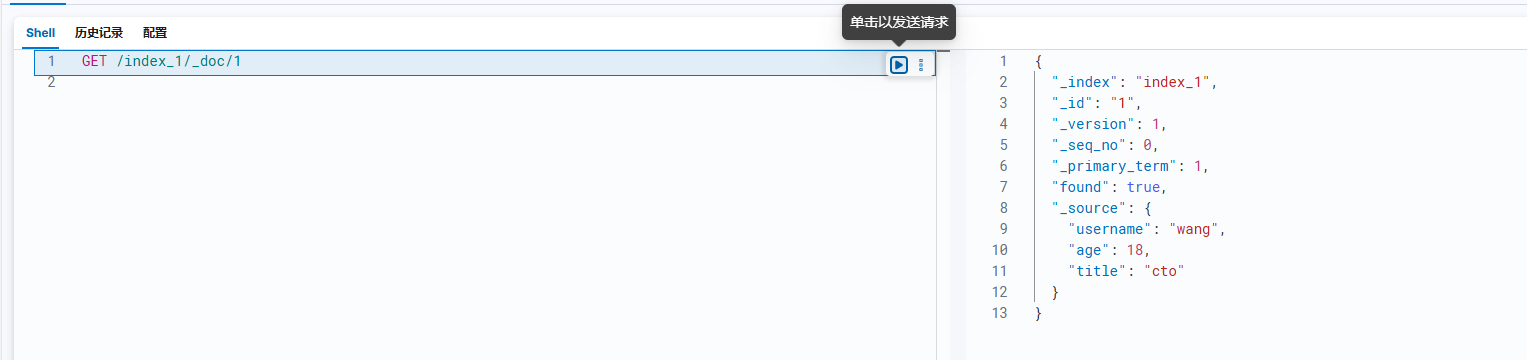 单击以发送请求
Shell 历史记录 配置
1 GET /index_1/_doc/1
2
1 {
2 "_index": "index_1",
3 "_id": "1",
4 "_version": 1,
5 "_seq_no": 0,
6 "_primary_term": 1,
7 "found": true,
8 "_source": {
9 "username": "wang",
10 "age": 18,
11 "title": "cto"
12 }
13 }